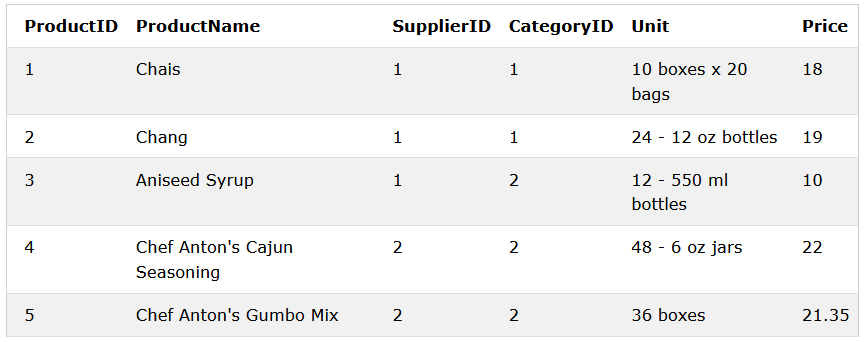 ProductID ProductName SupplierID CategoryID Unit Price
1 Chais 1 1 10 boxes x 20 18
bags
2 Chang 1 1 24 - 12 oz bottles 19
3 Aniseed Syrup 1 2 12 - 550 ml 10
bottles
4 Chef Anton's Cajun 2 2 48 - 6 oz jars 22
Seasoning
5 Chef Anton's Gumbo Mix 2 2 36 boxes 21.35